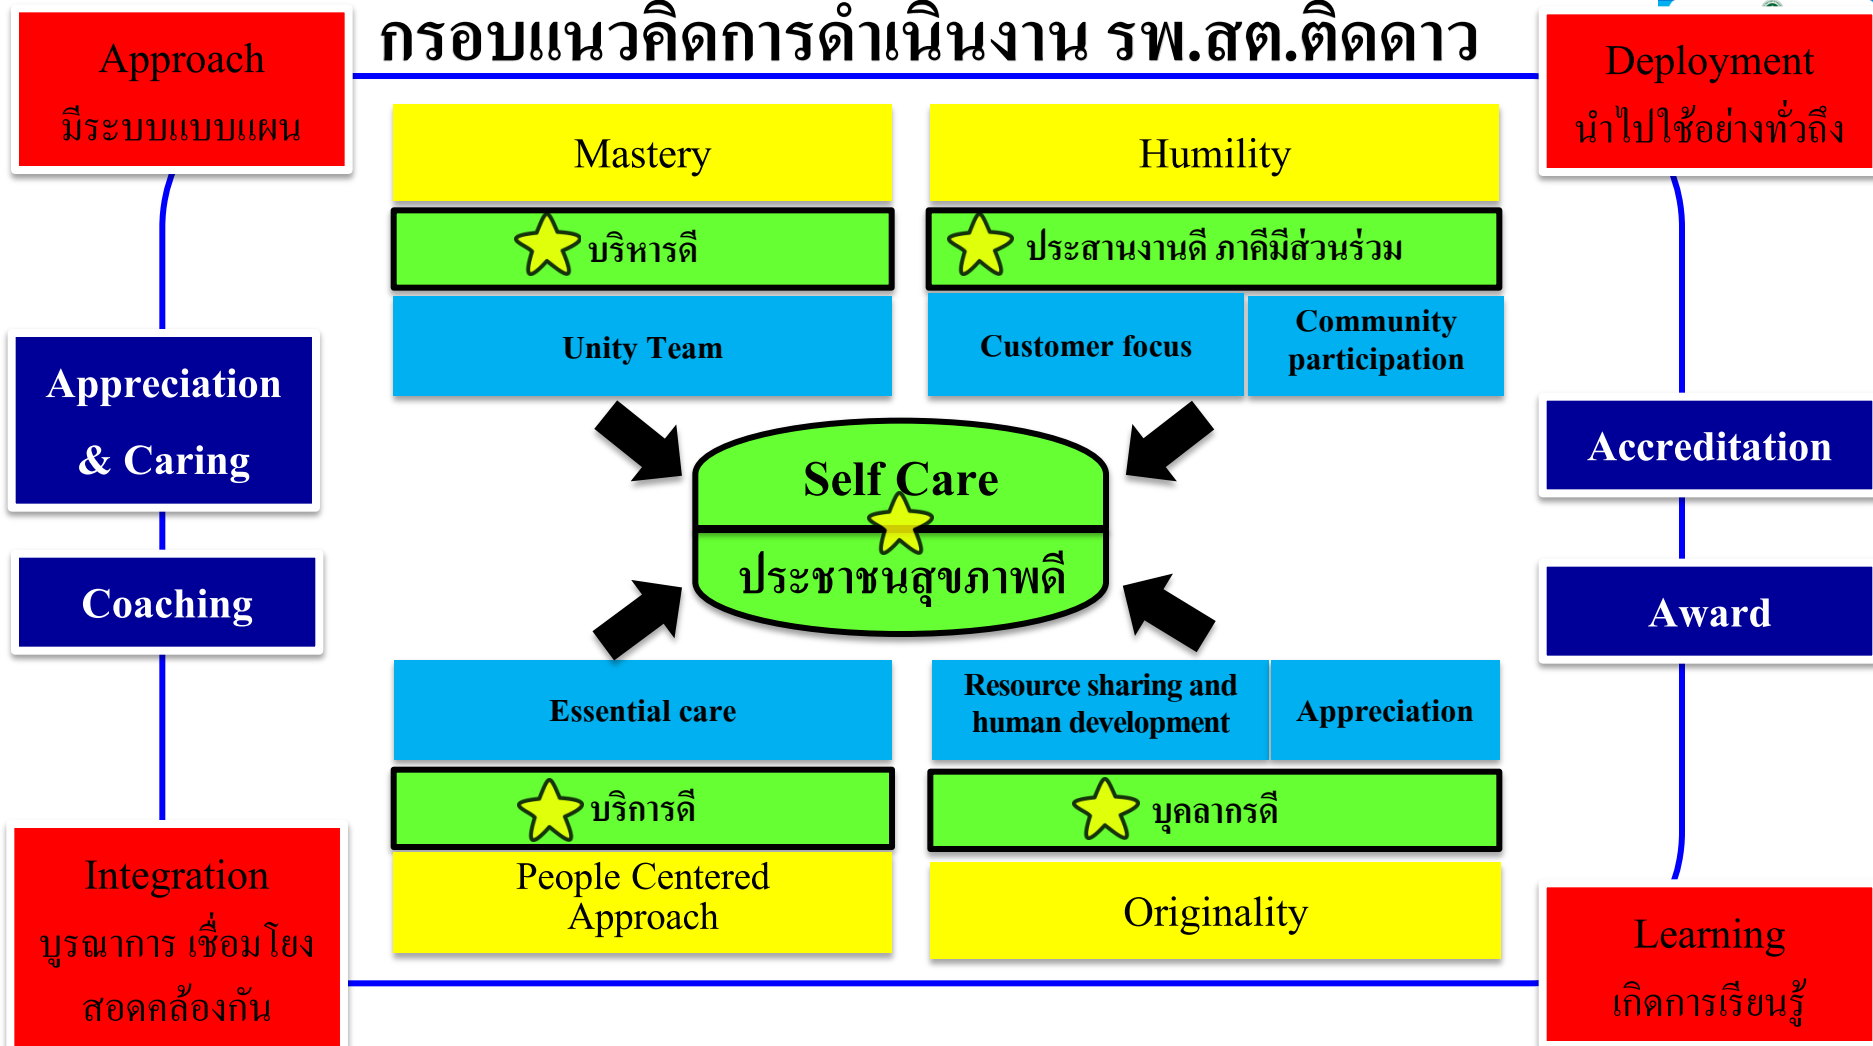 กรอบแนวคิดการดำเนินงาน รพ.สต.ติดดาว
Approach
มีระบบแบบแผน
Deployment
นำไปใช้อย่างทั่วถึง
Mastery
Humility
บริหารดี
ประสานงานดี ภาคีมีส่วนร่วม
Unity Team
Customer focus
Community
participation
Appreciation
& Caring
Coaching
Accreditation
Award
Self Care
ประชาชนสุขภาพดี
Essential care
Resource sharing and
human development
Appreciation
บริการดี
บุคลากรดี
People Centered
Approach
Originality
Integration
บูรณาการ เชื่อมโยง
สอดคล้องกัน
Learning
เกิดการเรียนรู้